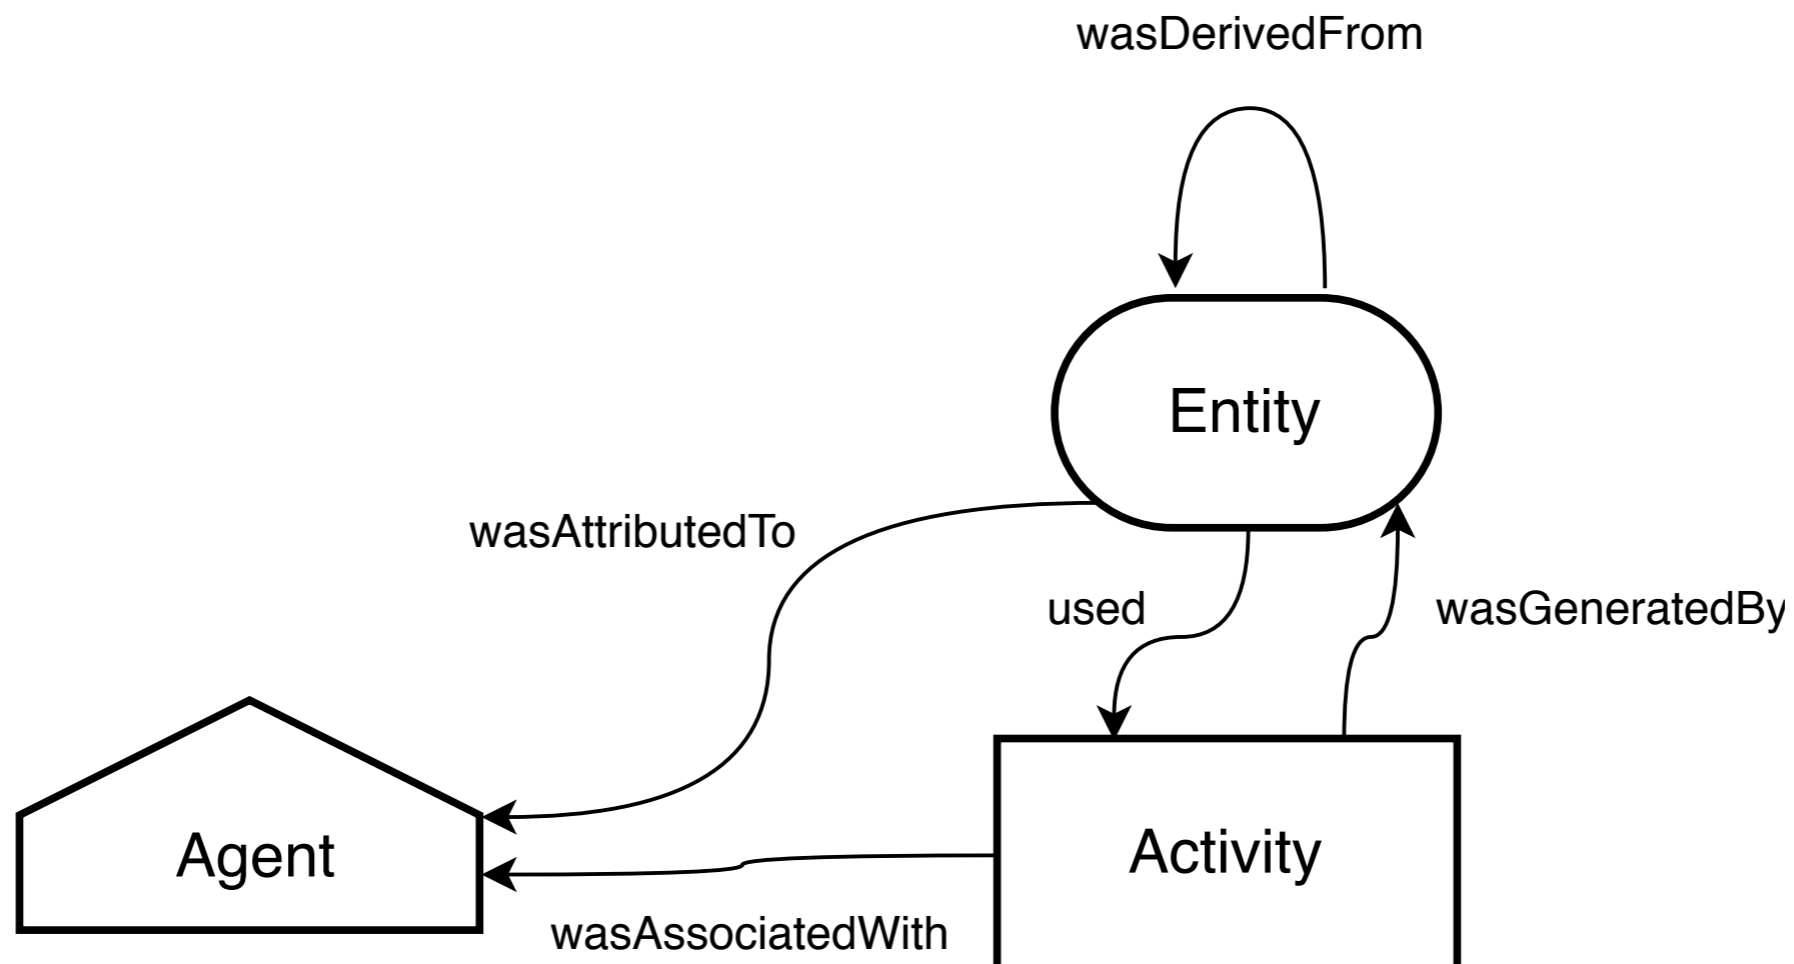 wasDerivedFrom
Entity
wasAttributedTo
used
wasGeneratedBy
Agent
Activity
wasAssociatedWith